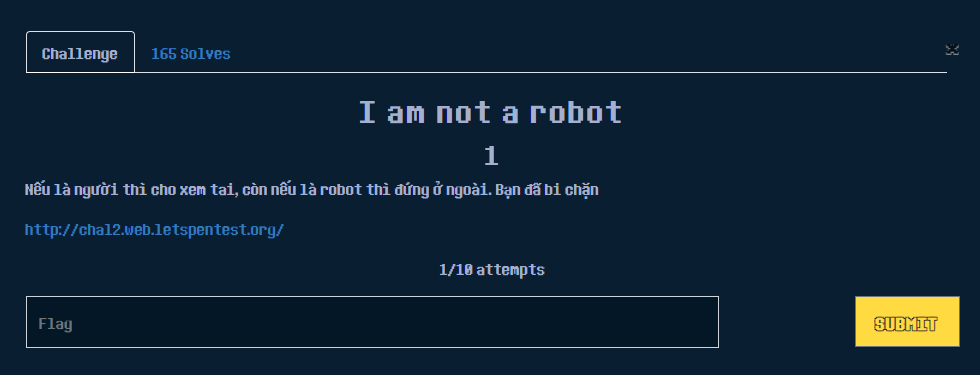 Challenge 165 Solves ×
I am not a robot
1
Nếu là người thì cho xem tai, còn nếu là robot thì đứng ở ngoài. Bạn đã bi chặn
http://chal2.web.letspentest.org/
1/10 attempts
Flag SUBMIT